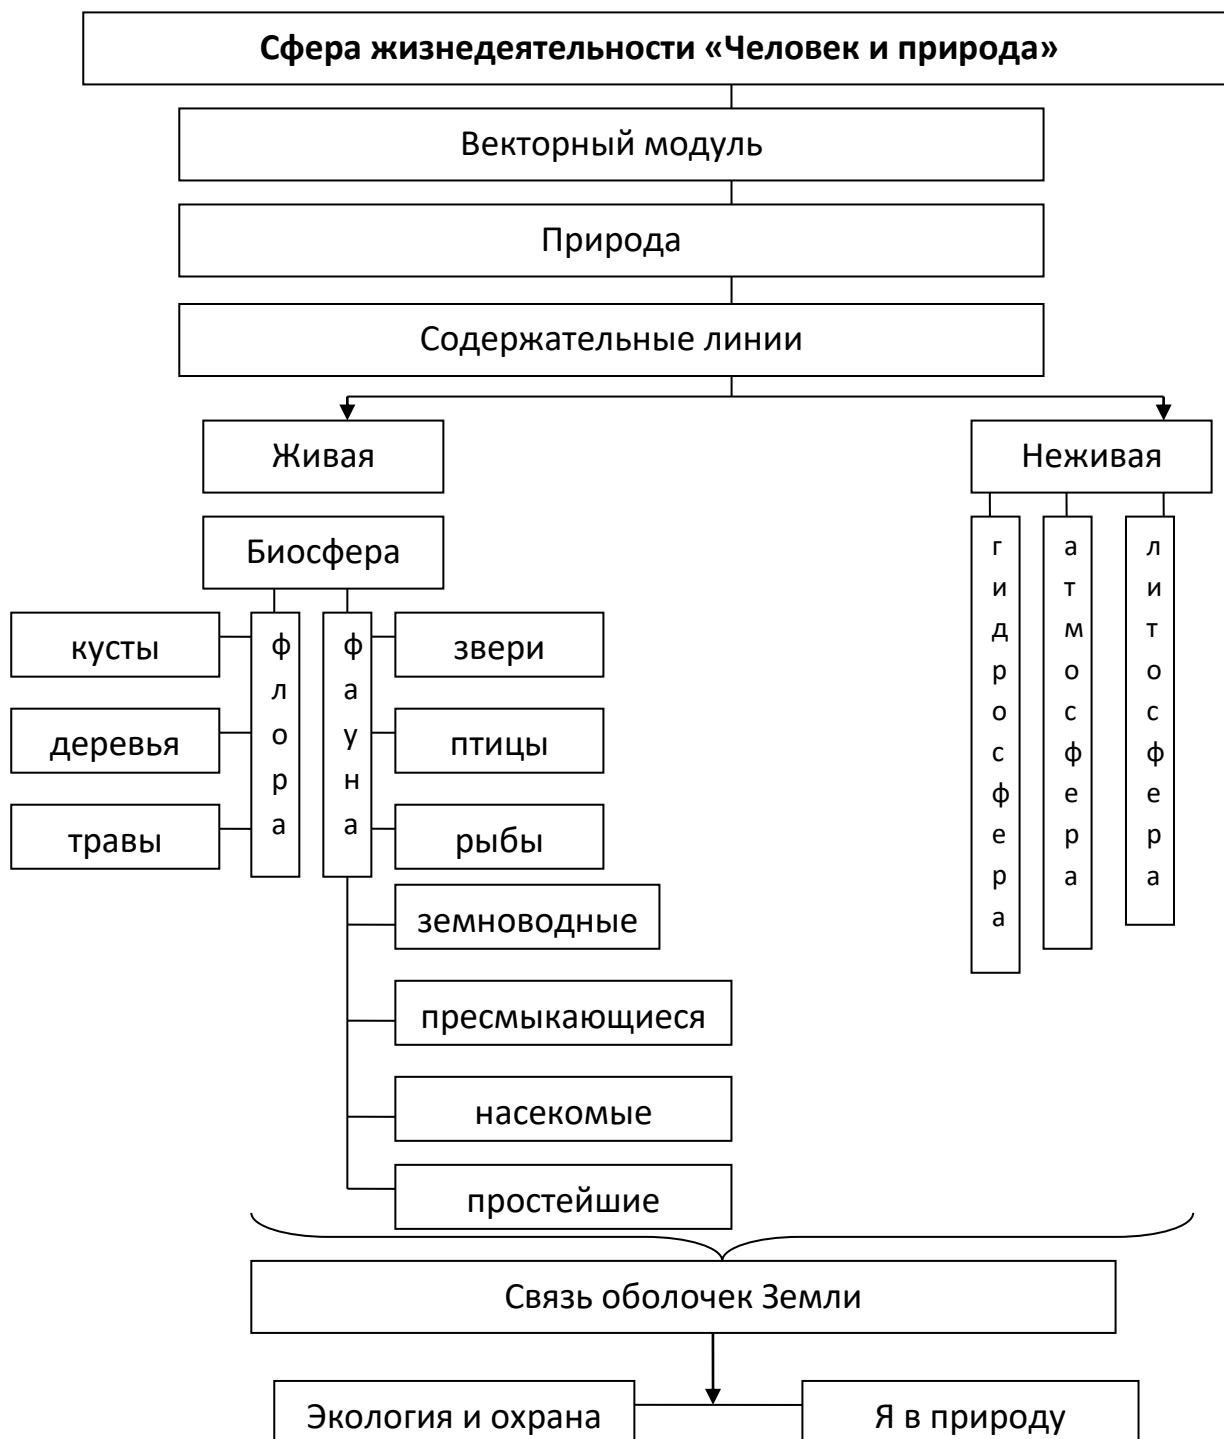 Сфера жизнедеятельности «Человек и природа»
Векторный модуль
Природа
Содержательные линии
Живая
Неживая
Биосфера
гидросфера
атмосфера
литосфера
флора
фауна
кусты
звери
деревья
птицы
травы
рыбы
земноводные
пресмыкающиеся
насекомые
простейшие
Связь оболочек Земли
Экология и охрана
Я в природу